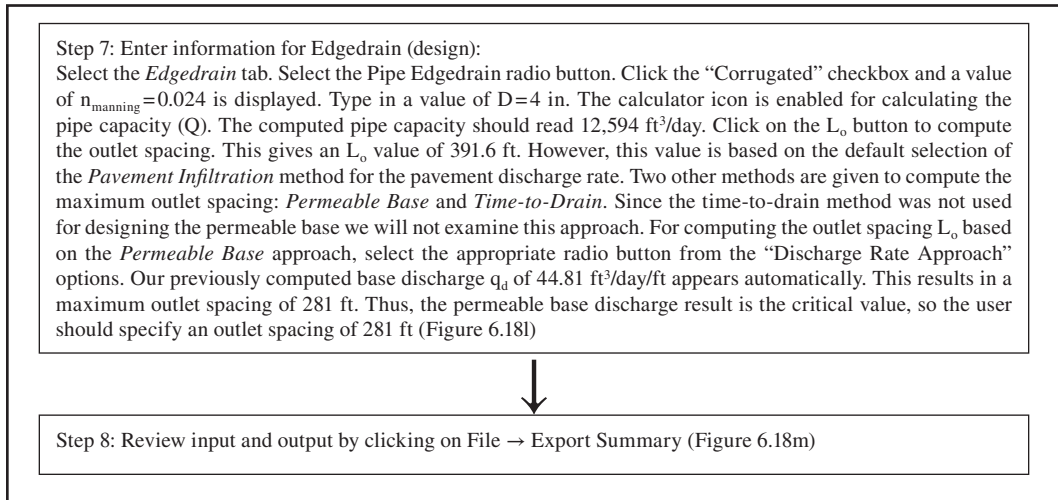 Step 7: Enter information for Edgedrain (design):
Select the Edgedrain tab. Select the Pipe Edgedrain radio button. Click the “Corrugated” checkbox and a value
of nmanning=0.024 is displayed. Type in a value of D=4 in. The calculator icon is enabled for calculating the
pipe capacity (Q). The computed pipe capacity should read 12,594 ft³/day. Click on the Lo button to compute
the outlet spacing. This gives an Lo value of 391.6 ft. However, this value is based on the default selection of
the Pavement Infiltration method for the pavement discharge rate. Two other methods are given to compute the
maximum outlet spacing: Permeable Base and Time-to-Drain. Since the time-to-drain method was not used
for designing the permeable base we will not examine this approach. For computing the outlet spacing Lo based
on the Permeable Base approach, select the appropriate radio button from the “Discharge Rate Approach”
options. Our previously computed base discharge qd of 44.81 ft³/day/ft appears automatically. This results in a
maximum outlet spacing of 281 ft. Thus, the permeable base discharge result is the critical value, so the user
should specify an outlet spacing of 281 ft (Figure 6.18l)
Step 8: Review input and output by clicking on File → Export Summary (Figure 6.18m)